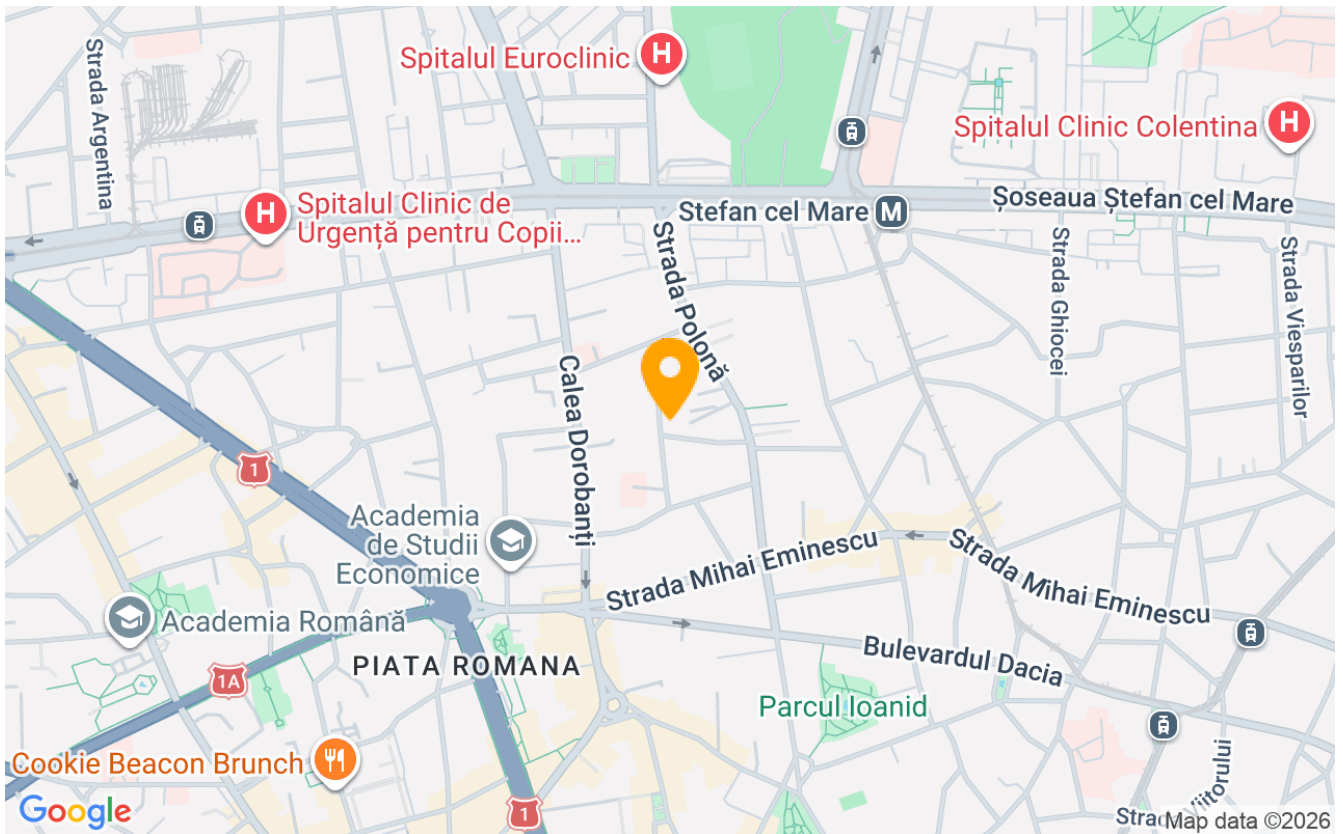 Strada Argentina
Spitalul Euroclinic
H
Spitalul Clinic Colentina
H
H
Spitalul Clinic de
Urgență pentru Copii...
Stefan cel Mare
M
Șoseaua Ștefan cel Mare
Strada Polonă
Strada Ghiocei
Strada Viesparilor
Calea Dorobanți
1
Academia
de Studii
Economice
Strada Mihai Eminescu
Strada Mihai Eminescu
Academia Română
PIATA ROMANA
1A
Bulevardul Dacia
Parcul Ioanid
Cookie Beacon Brunch
1
Google
Map data ©2026